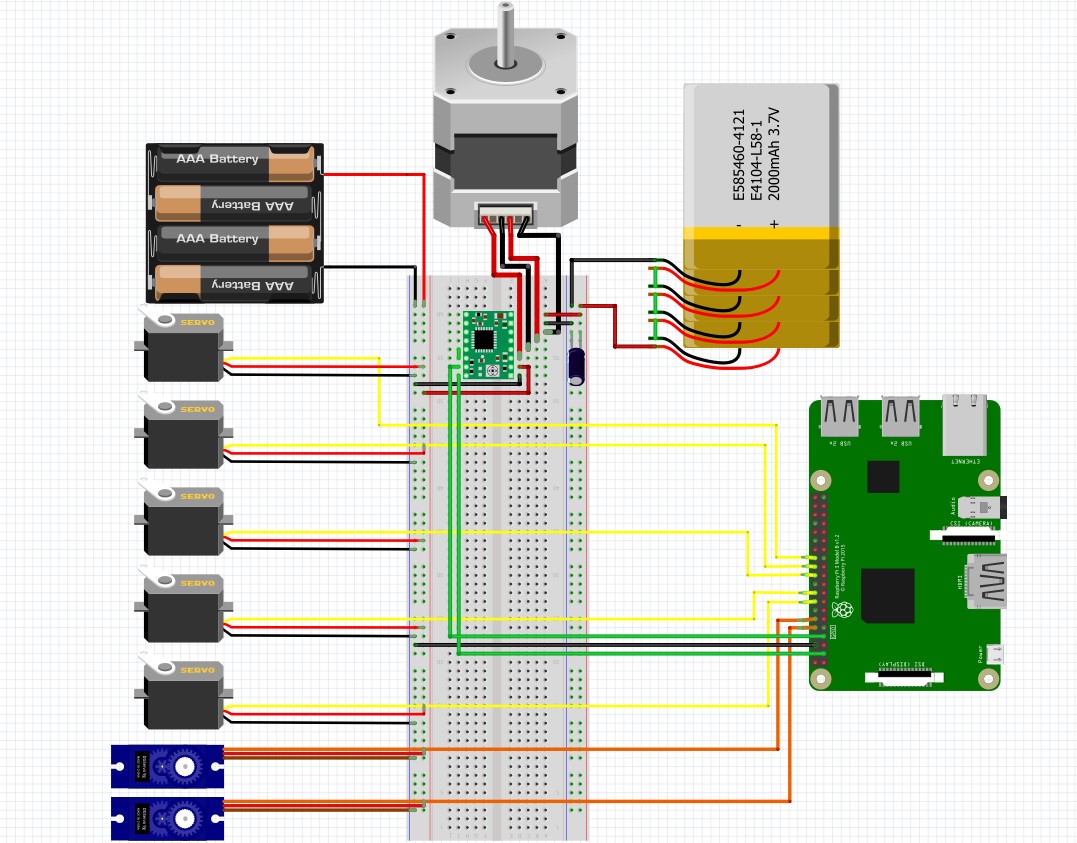 AAA Battery
AAA Battery
AAA Battery
AAA Battery
E585460-4121
E4104-L58-1
2000mAh 3.7V
- +
SERVO
SERVO
SERVO
SERVO
SERVO
USB 2x
USB 2x
ETHERNET
Audio
CSI (CAMERA)
HDMI
Raspberry Pi 3 Model B v1.2
© Raspberry Pi 2015
GPIO
Power
DSI (DISPLAY)